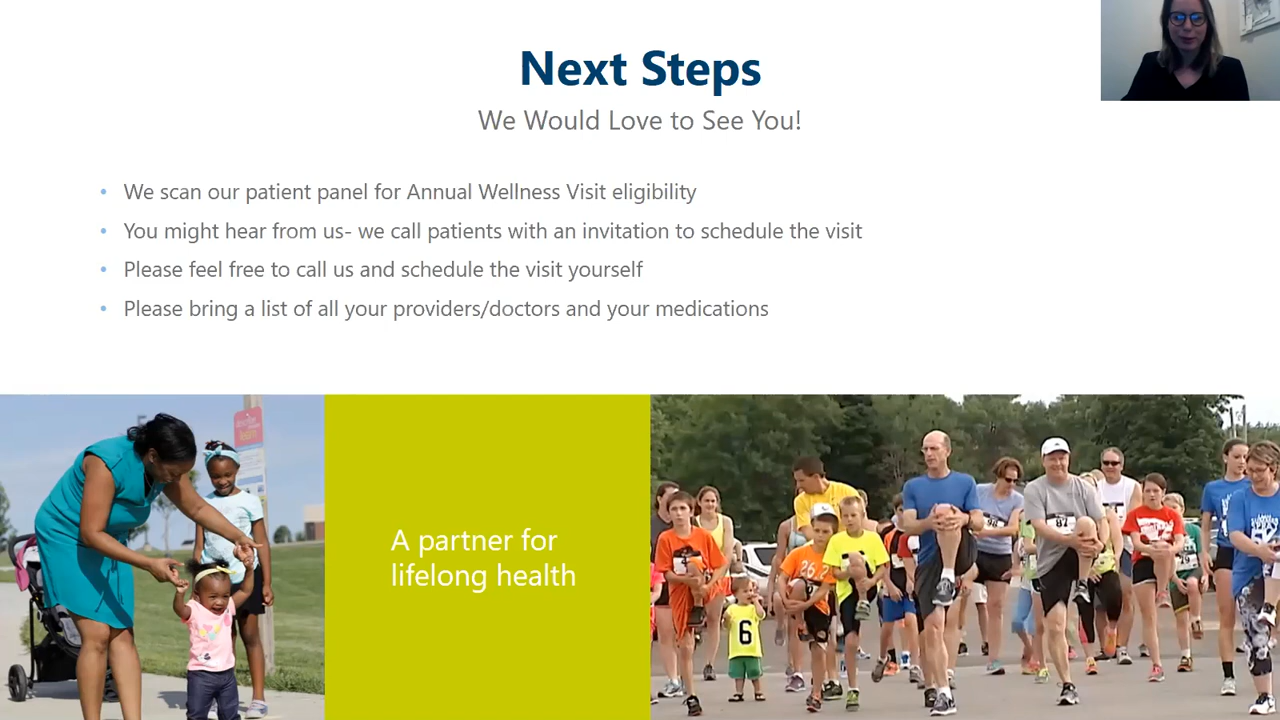 Next Steps
We Would Love to See You!
• We scan our patient panel for Annual Wellness Visit eligibility
• You might hear from us- we call patients with an invitation to schedule the visit
• Please feel free to call us and schedule the visit yourself
• Please bring a list of all your providers/doctors and your medications
A partner for
lifelong health
26
6
87